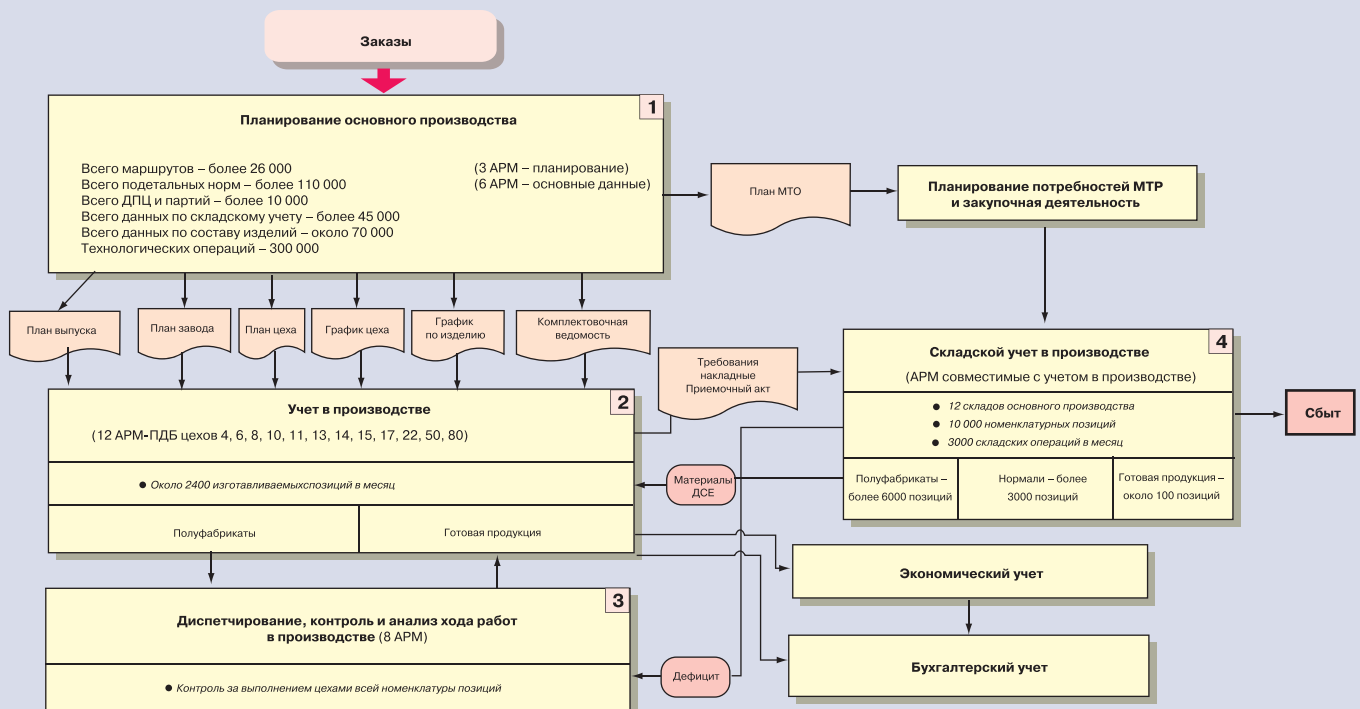 Заказы
1
Планирование основного производства
Всего маршрутов – более 26 000
(3 АРМ – планирование)
Всего подетальных норм – более 110 000
(6 АРМ – основные данные)
Всего ДПЦ и партий – более 10 000
Всего данных по складскому учету – более 45 000
Всего данных по составу изделий – около 70 000
Технологических операций – 300 000
План МТО
Планирование потребностей МТР
и закупочная деятельность
План выпуска
План завода
План цеха
График цеха
График
по изделию
Комплектовочная
ведомость
Требования
накладные
Приемочный акт
4
Складской учет в производстве
(АРМ совместимые с учетом в производстве)
● 12 складов основного производства
● 10 000 номенклатурных позиций
● 3000 складских операций в месяц
Полуфабрикаты –
более 6000 позиций
Нормали – более
3000 позиций
Готовая продукция –
около 100 позиций
Сбыт
2
Учет в производстве
(12 АРМ-ПДБ цехов 4, 6, 8, 10, 11, 13, 14, 15, 17, 22, 50, 80)
● Около 2400 изготавливаемыхспозиций в месяц
Полуфабрикаты
Готовая продукция
Материалы
ДСЕ
Экономический учет
Бухгалтерский учет
3
Диспетчирование, контроль и анализ хода работ
в производстве (8 АРМ)
● Контроль за выполнением цехами всей номенклатуры позиций
Дефицит